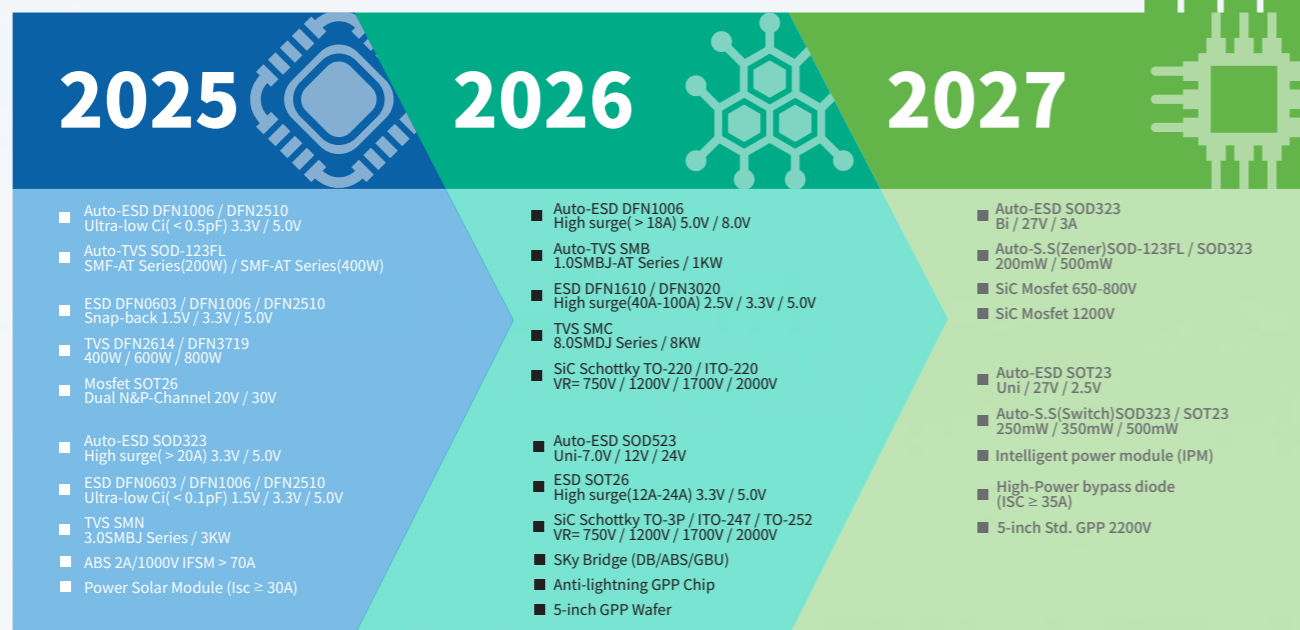 2025
Auto-ESD DFN1006 / DFN2510
Ultra-low Ci( < 0.5pF) 3.3V / 5.0V
Auto-TVS SOD-123FL
SMF-AT Series(200W) / SMF-AT Series(400W)
ESD DFN0603 / DFN1006 / DFN2510
Snap-back 1.5V / 3.3V / 5.0V
TVS DFN2614 / DFN3719
400W / 600W / 800W
Mosfet SOT26
Dual N&P-Channel 20V / 30V
Auto-ESD SOD323
High surge( > 20A) 3.3V / 5.0V
ESD DFN0603 / DFN1006 / DFN2510
Ultra-low Ci( < 0.1pF) 1.5V / 3.3V / 5.0V
TVS SMN
3.0SMBJ Series / 3KW
ABS 2A/1000V IFSM > 70A
Power Solar Module (Isc ≥ 30A)
2026
Auto-ESD DFN1006
High surge( > 18A) 5.0V / 8.0V
Auto-TVS SMB
1.0SMBJ-AT Series / 1KW
ESD DFN1610 / DFN3020
High surge(40A-100A) 2.5V / 3.3V / 5.0V
TVS SMC
8.0SMDJ Series / 8KW
SiC Schottky TO-220 / ITO-220
VR= 750V / 1200V / 1700V / 2000V
Auto-ESD SOD523
Uni-7.0V / 12V / 24V
ESD SOT26
High surge(12A-24A) 3.3V / 5.0V
SiC Schottky TO-3P / ITO-247 / TO-252
VR= 750V / 1200V / 1700V / 2000V
SKy Bridge (DB/ABS/GBU)
Anti-lightning GPP Chip
5-inch GPP Wafer
2027
Auto-ESD SOD323
Bi / 27V / 3A
Auto-S.S(Zener)SOD-123FL / SOD323
200mW / 500mW
SiC Mosfet 650-800V
SiC Mosfet 1200V
Auto-ESD SOT23
Uni / 27V / 2.5V
Auto-S.S(Switch)SOD323 / SOT23
250mW / 350mW / 500mW
Intelligent power module (IPM)
High-Power bypass diode
(ISC ≥ 35A)
5-inch Std. GPP 2200V